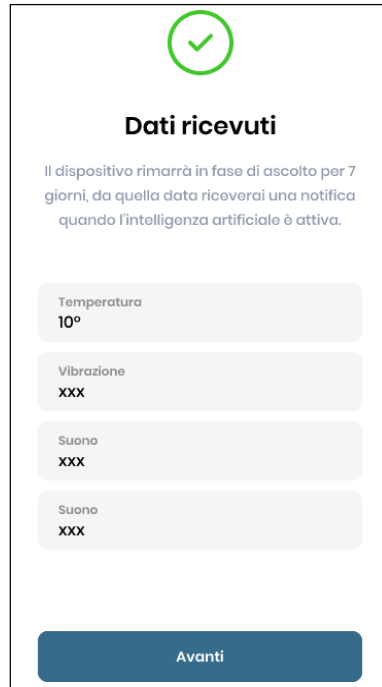 Dati ricevuti
Il dispositivo rimarrà in fase di ascolto per 7
giorni, da quella data riceverai una notifica
quando l'intelligenza artificiale è attiva.
Temperatura
10°
Vibrazione
xxx
Suono
xxx
Suono
xxx
Avanti